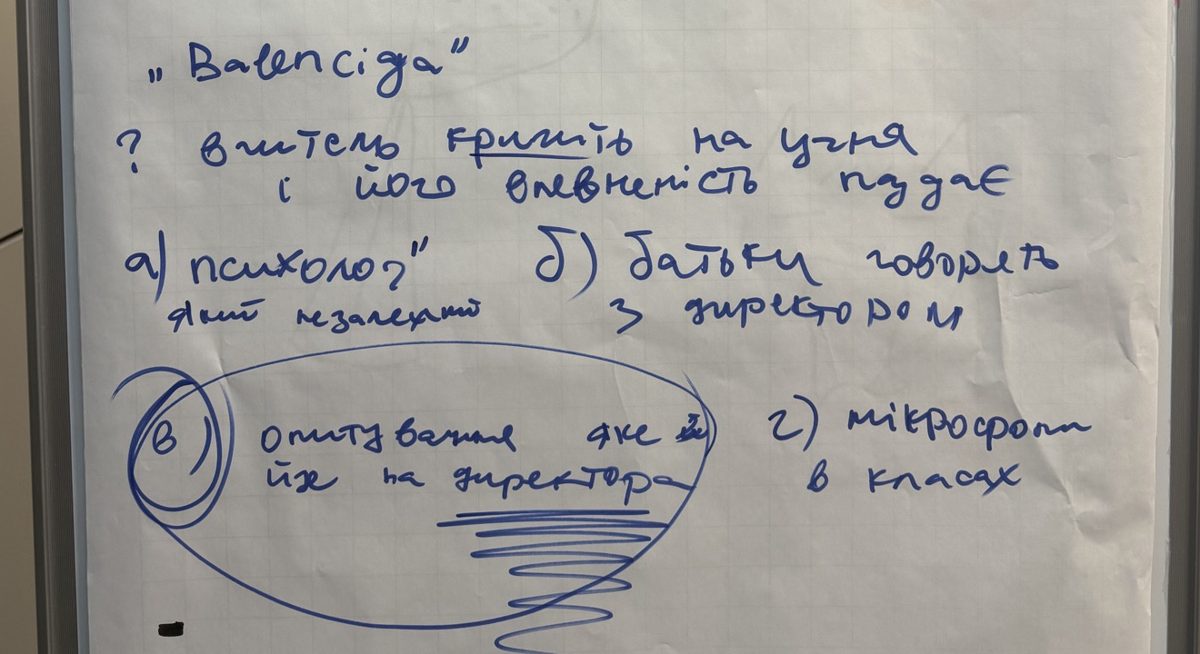 „Balenciga”
? вчитель кричить на учня
і його впевненість падає
а) психолог”
який незалежний
б) батьки говорять
з директором
в) опитування яке
йде на директора
г) мікрофони
в класах